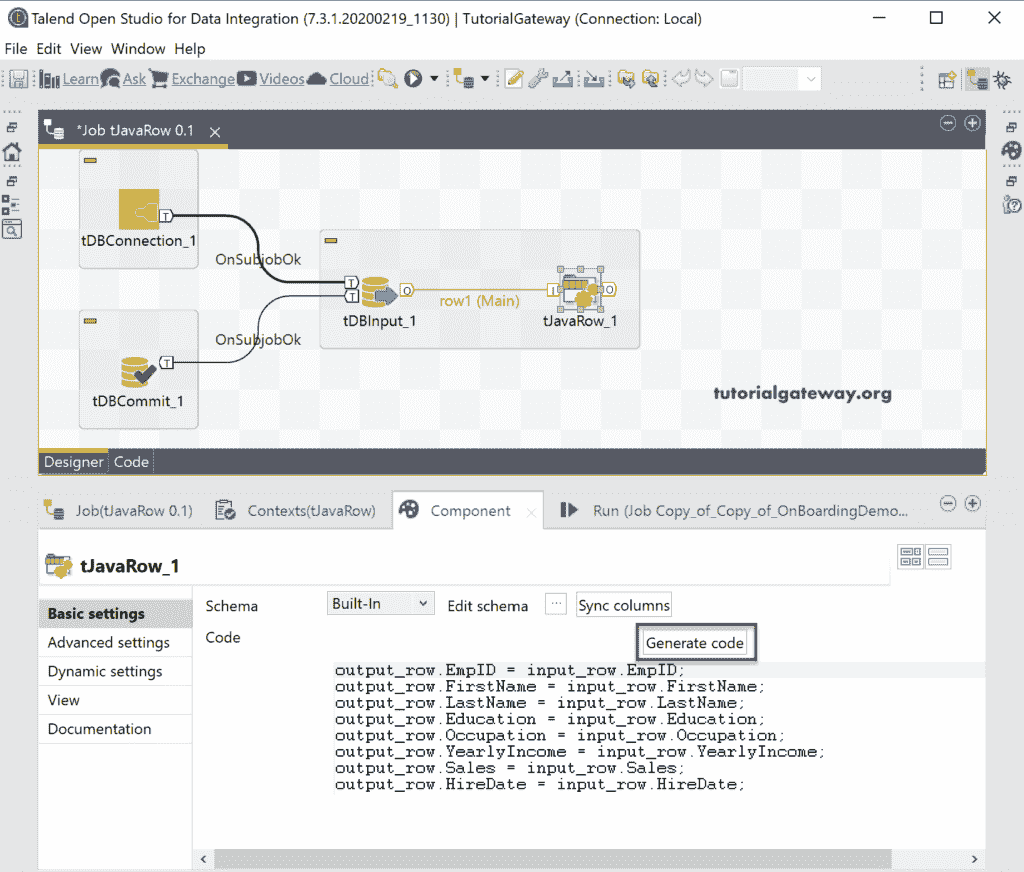 Talend Open Studio for Data Integration (7.3.1.20200219_1130) | TutorialGateway (Connection: Local)
File Edit View Window Help
Learn Ask Exchange Videos Cloud
*Job tJavaRow 0.1
T
tDBConnection_1
OnSubjobOk
T
T
O
row1 (Main)
I
O
tDBInput_1
tJavaRow_1
OnSubjobOk
T
tDBCommit_1
tutorialgateway.org
Designer Code
Job(tJavaRow 0.1) Contexts(tJavaRow) Component Run (Job Copy_of_Copy_of_OnBoardingDemo...
tJavaRow_1
Basic settings
Advanced settings
Dynamic settings
View
Documentation
Schema Built-In Edit schema ... Sync columns
Code
Generate code
output_row.EmpID = input_row.EmpID;
output_row.FirstName = input_row.FirstName;
output_row.LastName = input_row.LastName;
output_row.Education = input_row.Education;
output_row.Occupation = input_row.Occupation;
output_row.YearlyIncome = input_row.YearlyIncome;
output_row.Sales = input_row.Sales;
output_row.HireDate = input_row.HireDate;